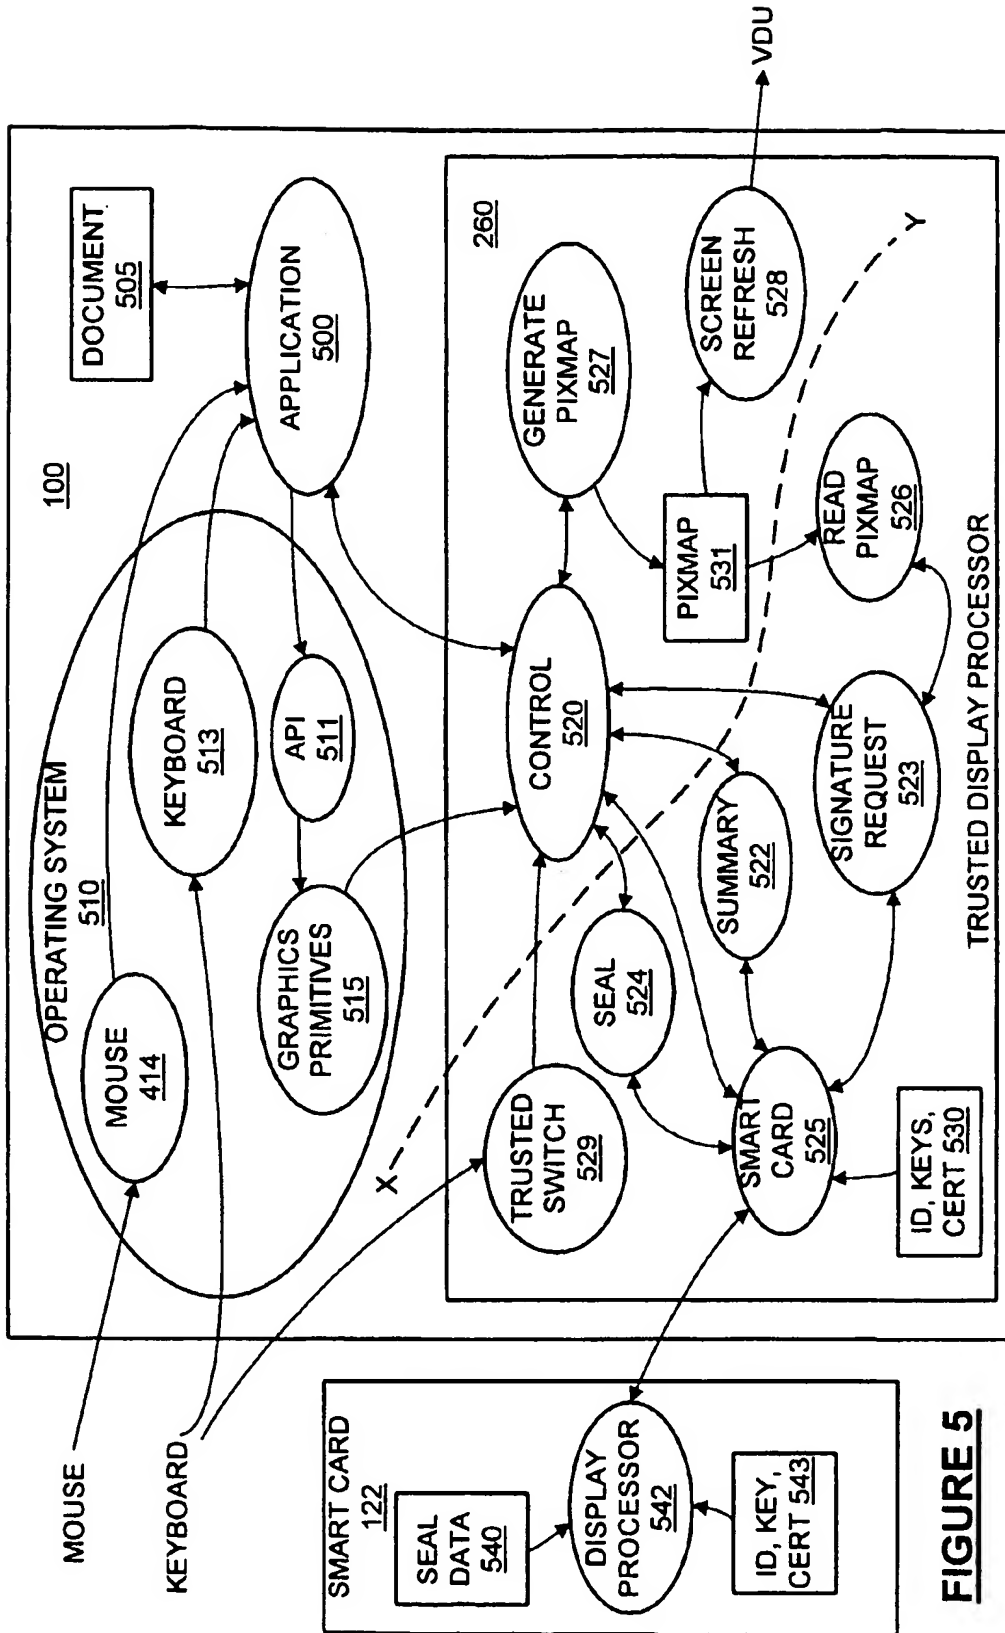 MOUSE
KEYBOARD
100
OPERATING SYSTEM
510
MOUSE
414
KEYBOARD
513
API
511
GRAPHICS
PRIMITIVES
515
DOCUMENT
505
APPLICATION
500
X
Y
260
TRUSTED
SWITCH
529
CONTROL
520
GENERATE
PIXMAP
527
SEAL
524
PIXMAP
531
SCREEN
REFRESH
528
VDU
SUMMARY
522
SMART
CARD
525
SIGNATURE
REQUEST
523
READ
PIXMAP
526
ID, KEYS,
CERT 530
TRUSTED DISPLAY PROCESSOR
SMART CARD
122
SEAL
DATA
540
DISPLAY
PROCESSOR
542
ID, KEY,
CERT 543
FIGURE 5